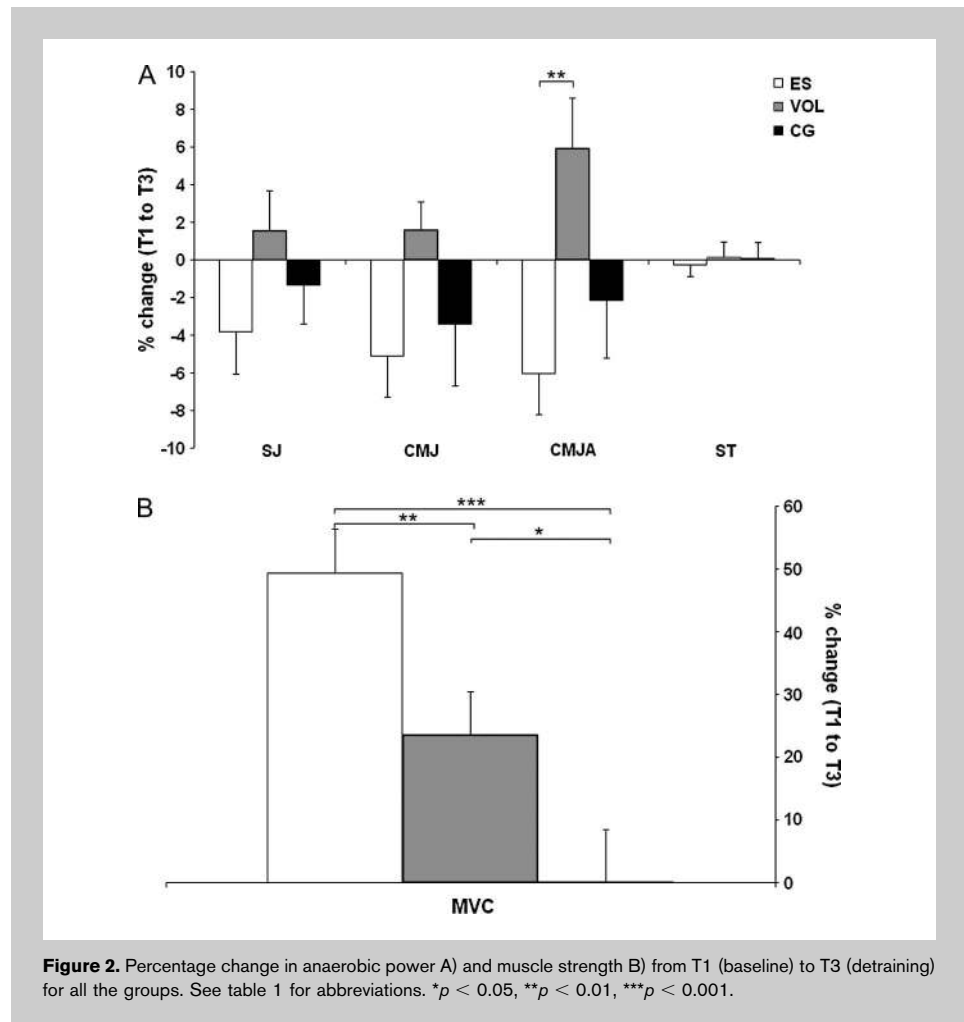 A
10
8
6
4
2
0
-2
-4
-6
-8
-10
% change (T1 to T3)
**
ES
VOL
CG
SJ CMJ CMJA ST
B
***
**
*
60
50
40
30
20
10
0
% change (T1 to T3)
MVC
Figure 2. Percentage change in anaerobic power A) and muscle strength B) from T1 (baseline) to T3 (detraining)
for all the groups. See table 1 for abbreviations. *p < 0.05, **p < 0.01, ***p < 0.001.